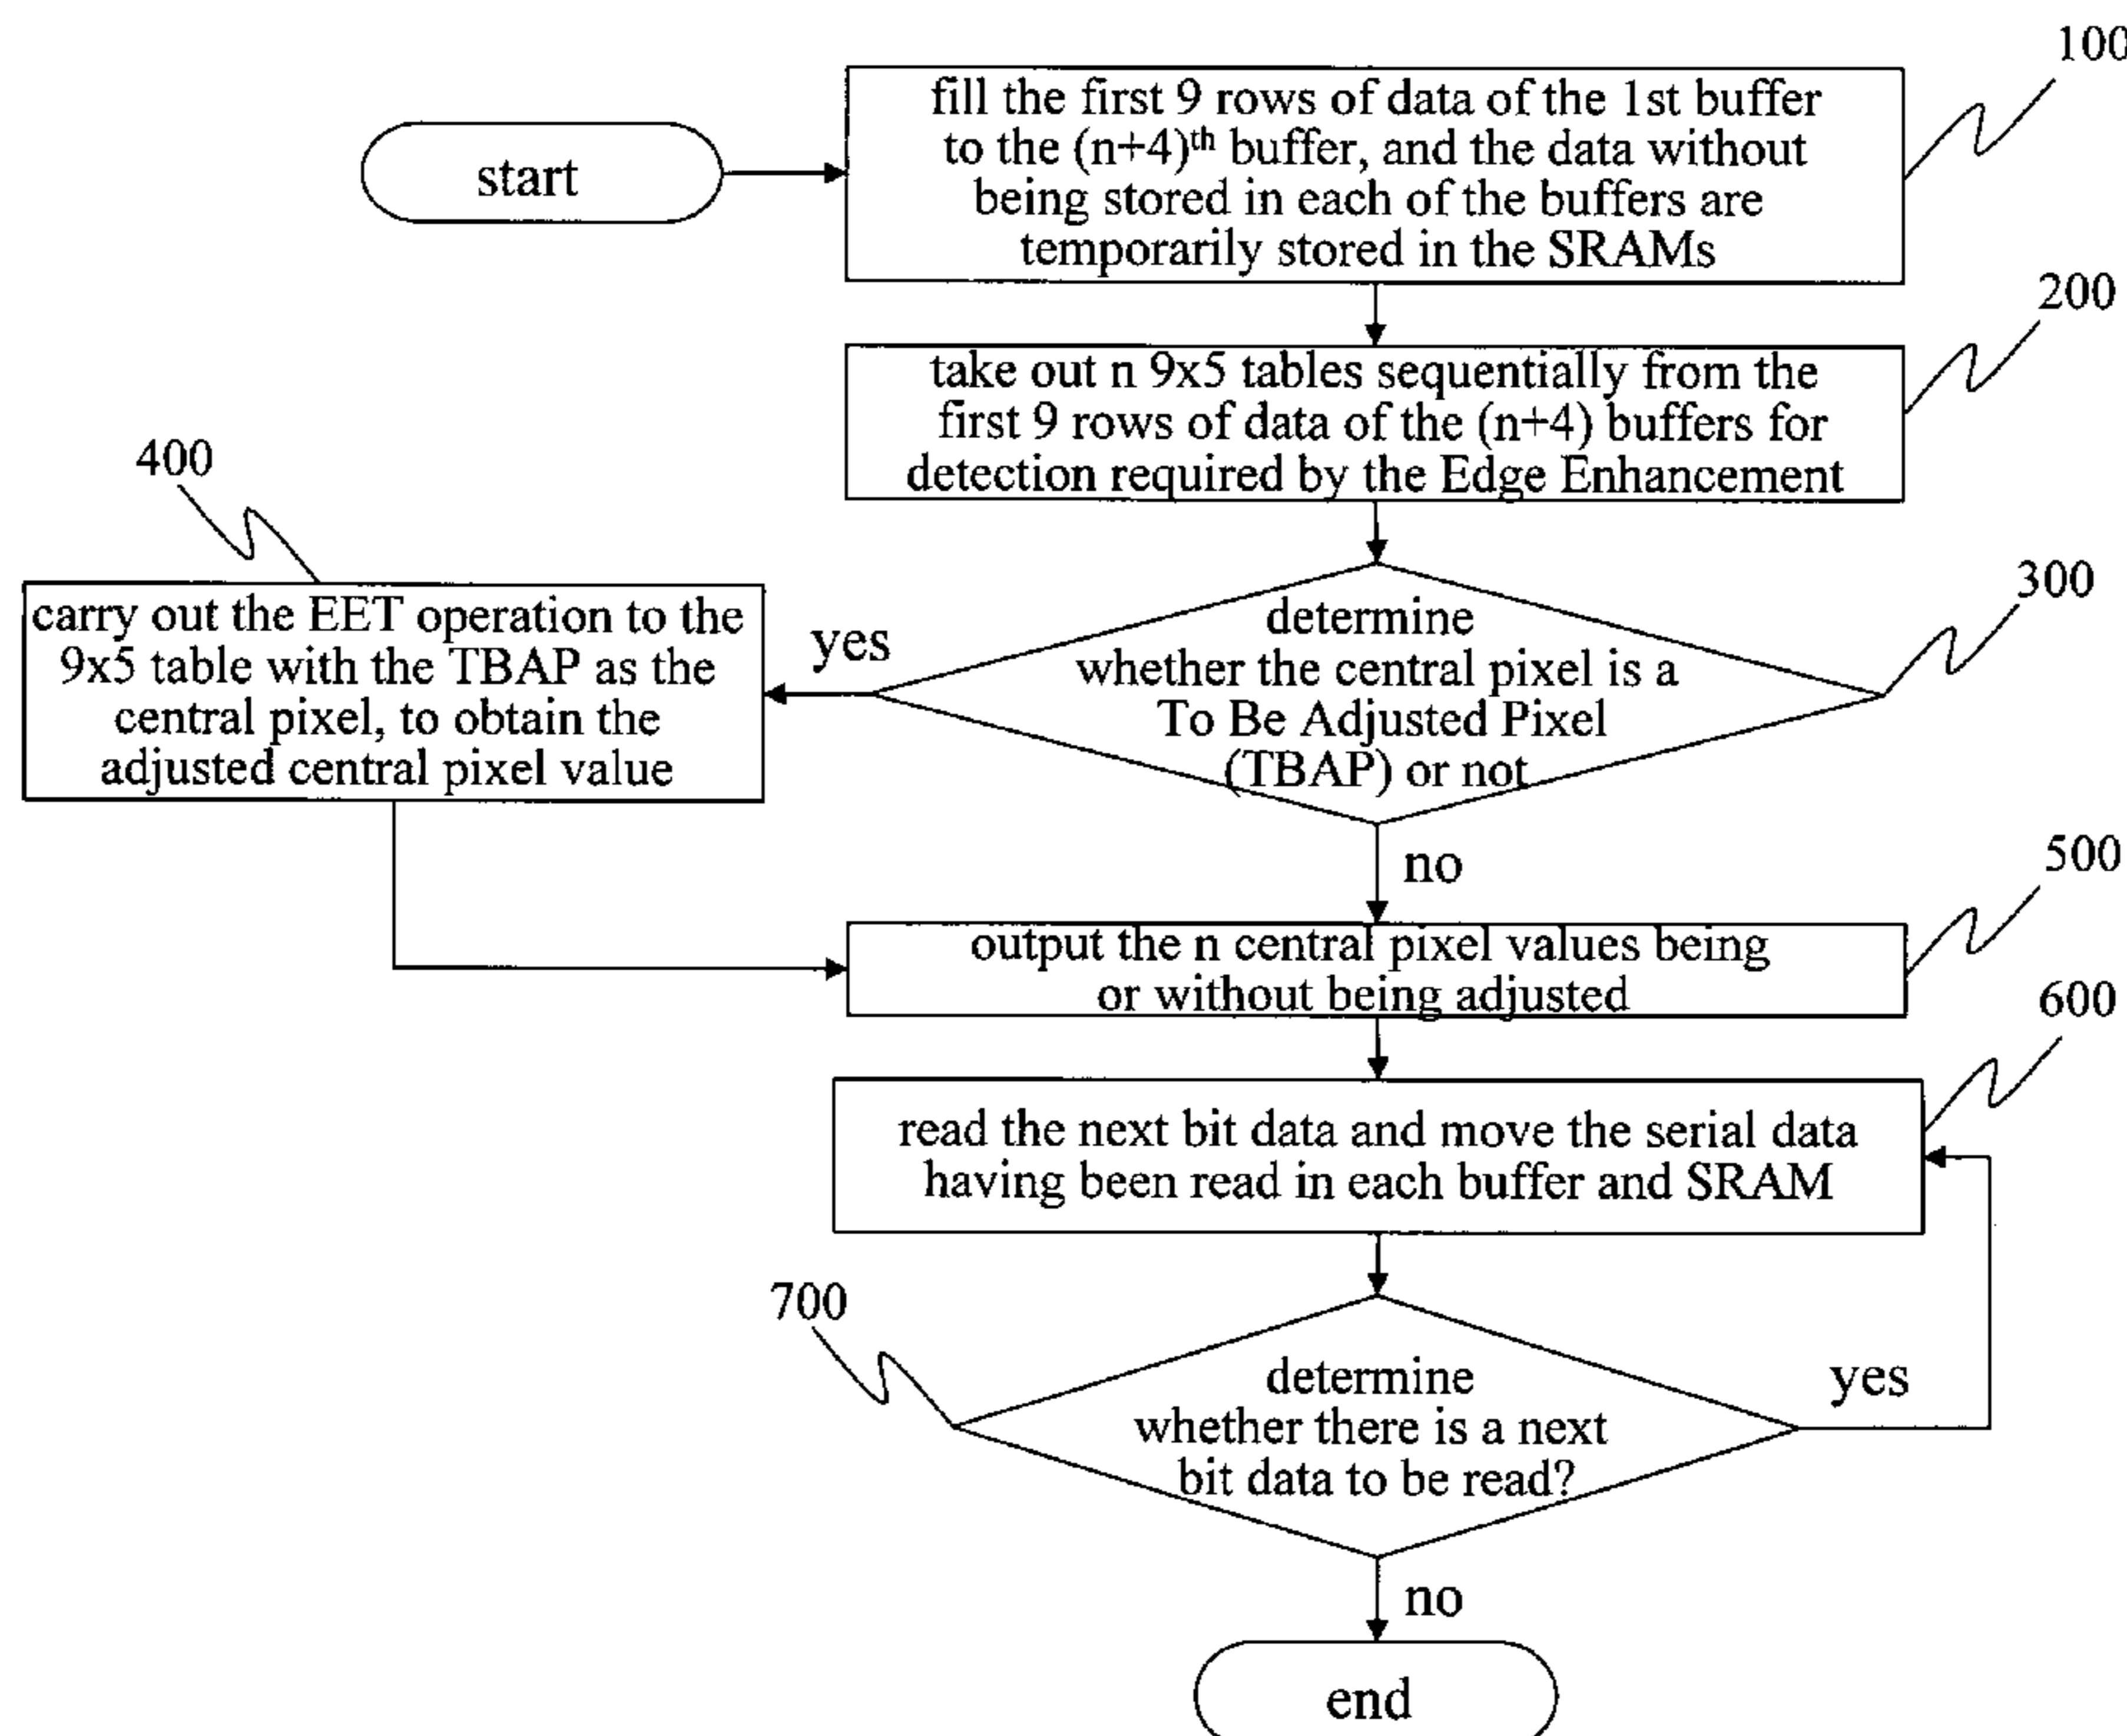 100
start
fill the first 9 rows of data of the 1st buffer
to the (n+4)th buffer, and the data without
being stored in each of the buffers are
temporarily stored in the SRAMs
200
take out n 9x5 tables sequentially from the
first 9 rows of data of the (n+4) buffers for
detection required by the Edge Enhancement
400
300
carry out the EET operation to the
9x5 table with the TBAP as the
central pixel, to obtain the
adjusted central pixel value
yes
determine
whether the central pixel is a
To Be Adjusted Pixel
(TBAP) or not
no
500
output the n central pixel values being
or without being adjusted
600
read the next bit data and move the serial data
having been read in each buffer and SRAM
700
determine
whether there is a next
bit data to be read?
yes
no
end